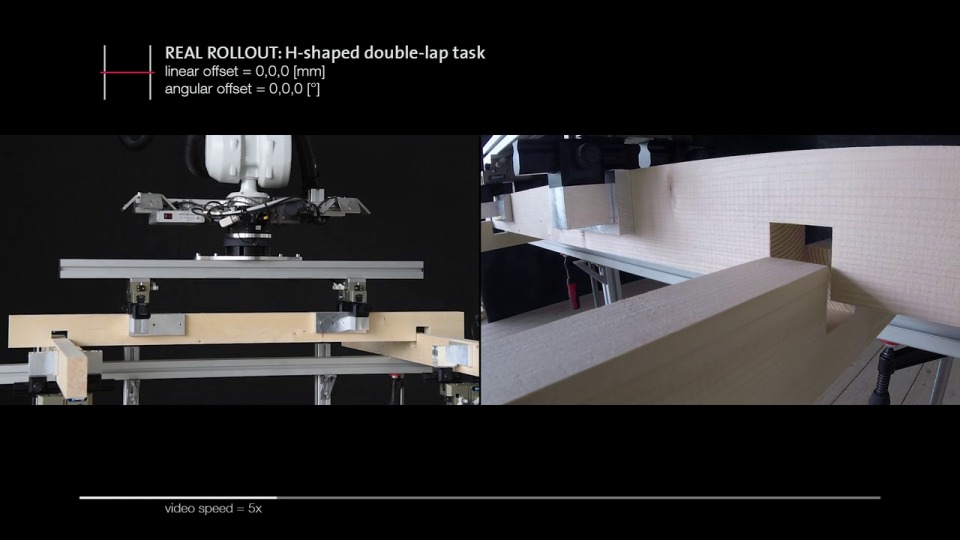 REAL ROLLOUT: H-shaped double-lap task
linear offset = 0,0,0 [mm]
angular offset = 0,0,0 [°]
video speed = 5x